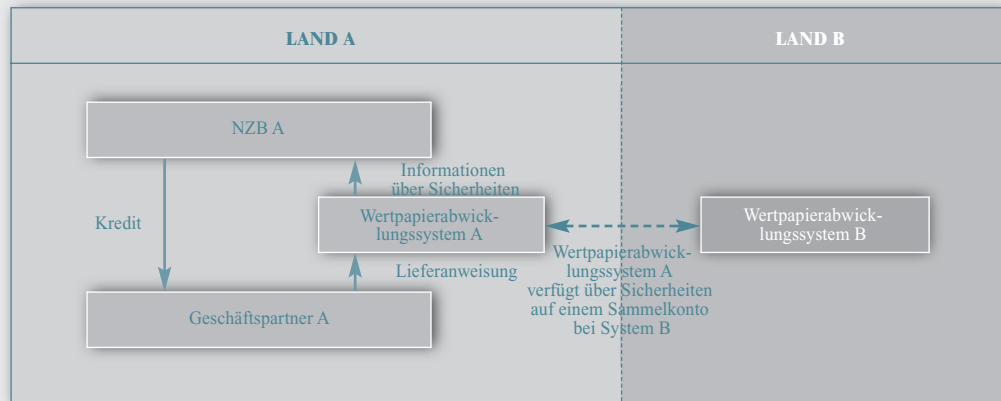 LAND A
LAND B
NZB A
Informationen
über Sicherheiten
Kredit
Wertpapierabwick-
lungssystem A
Wertpapierabwick-
lungssystem B
Lieferanweisung
Wertpapierabwick-
lungssystem A
verfügt über Sicherheiten
auf einem Sammelkonto
bei System B
Geschäftspartner A